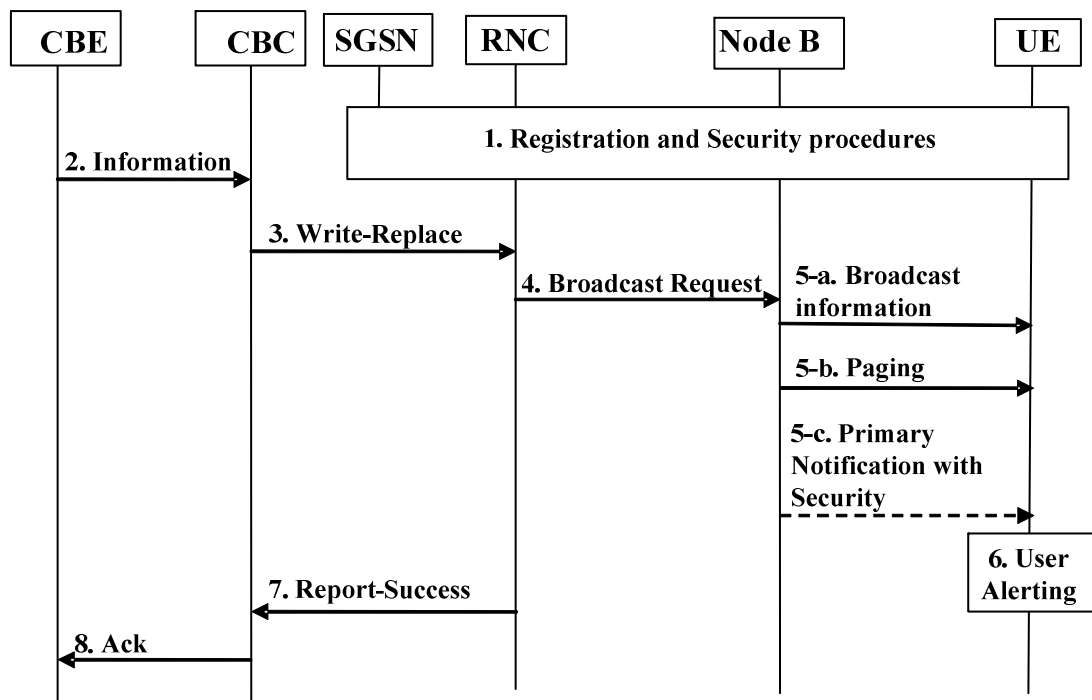 CBE
CBC
SGSN
RNC
Node B
UE
1. Registration and Security procedures
2. Information
3. Write-Replace
4. Broadcast Request
5-a. Broadcast
information
5-b. Paging
5-c. Primary
Notification with
Security
6. User
Alerting
7. Report-Success
8. Ack